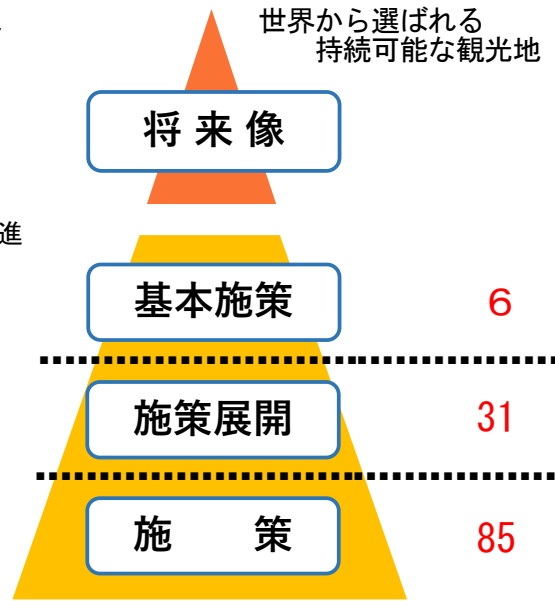 世界から選ばれる
持続可能な観光地
将 来 像
進
基本施策
6
施策展開
31
施　　策
85